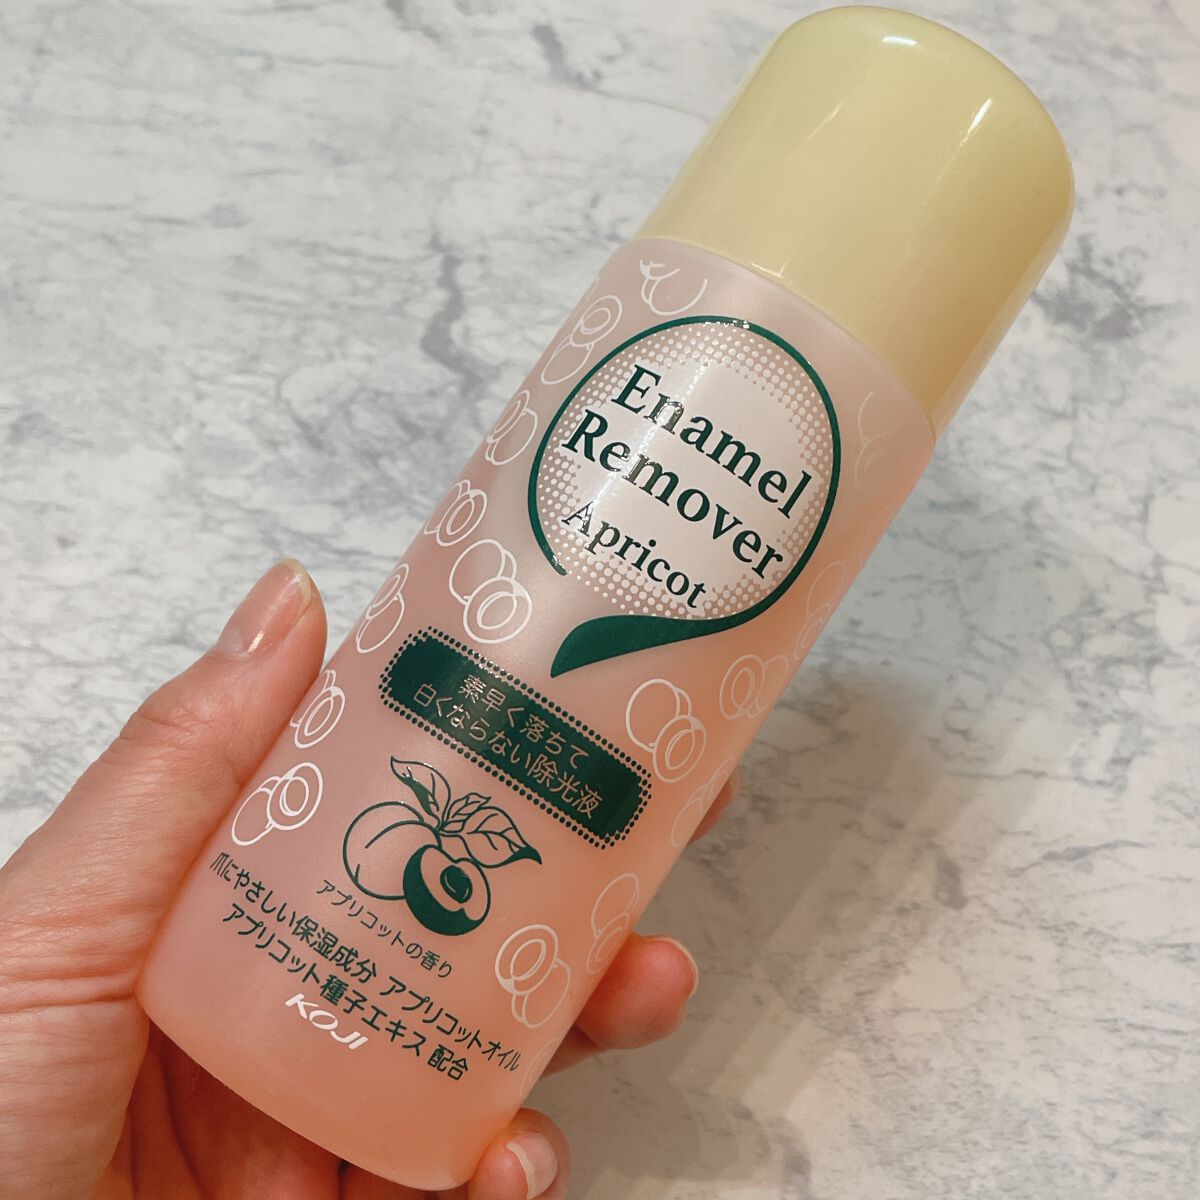 Enamel
Remover
Apricot
素早く落ちて
白くならない除光液
アプリコットの香り
爪にやさしい保湿成分 アプリコットオイル
アプリコット種子エキス 配合
KOJI